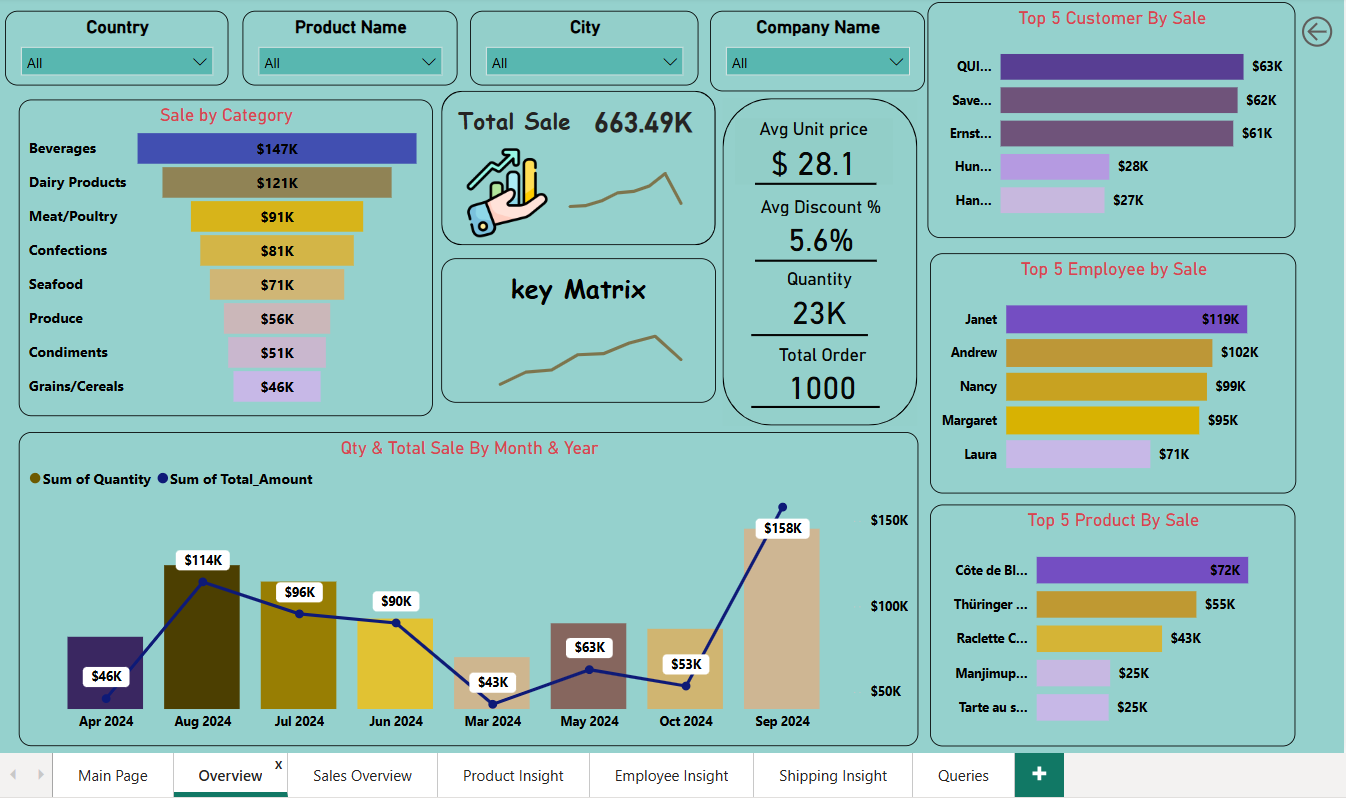 Country
All
Product Name
All
City
All
Company Name
All
Top 5 Customer By Sale
QUI... $63K
Save... $62K
Ernst... $61K
Hun... $28K
Han... $27K
Sale by Category
Beverages $147K
Dairy Products $121K
Meat/Poultry $91K
Confections $81K
Seafood $71K
Produce $56K
Condiments $51K
Grains/Cereals $46K
Total Sale 663.49K
key Matrix
Avg Unit price
$ 28.1
Avg Discount %
5.6%
Quantity
23K
Total Order
1000
Top 5 Employee by Sale
Janet $119K
Andrew $102K
Nancy $99K
Margaret $95K
Laura $71K
Qty & Total Sale By Month & Year
Sum of Quantity Sum of Total_Amount
$46K
$114K
$96K
$90K
$43K
$63K
$53K
$158K
$150K
$100K
$50K
Apr 2024 Aug 2024 Jul 2024 Jun 2024 Mar 2024 May 2024 Oct 2024 Sep 2024
Top 5 Product By Sale
Côte de Bl... $72K
Thüringer ... $55K
Raclette C... $43K
Manjimup... $25K
Tarte au s... $25K
Main Page Overview x Sales Overview Product Insight Employee Insight Shipping Insight Queries +